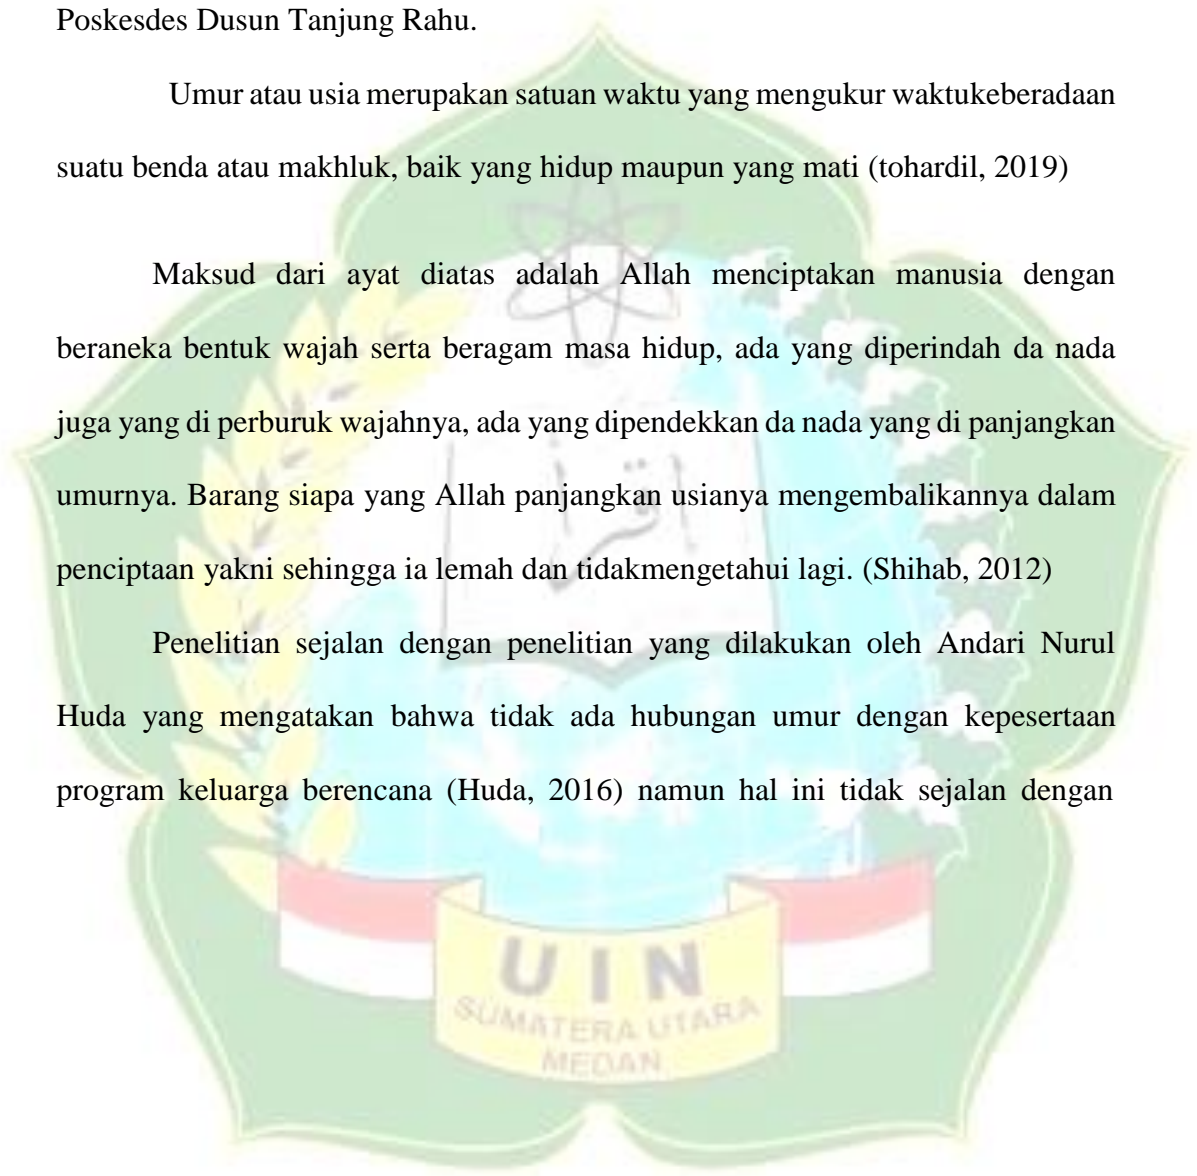 Poskesdes Dusun Tanjung Rahu.
Umur atau usia merupakan satuan waktu yang mengukur waktukeberadaan
suatu benda atau makhluk, baik yang hidup maupun yang mati (tohardil, 2019)
Maksud dari ayat diatas adalah Allah menciptakan manusia dengan
beraneka bentuk wajah serta beragam masa hidup, ada yang diperindah da nada
juga yang di perburuk wajahnya, ada yang dipendekkan da nada yang di panjangkan
umurnya. Barang siapa yang Allah panjangkan usianya mengembalikannya dalam
penciptaan yakni sehingga ia lemah dan tidakmengetahui lagi. (Shihab, 2012)
Penelitian sejalan dengan penelitian yang dilakukan oleh Andari Nurul
Huda yang mengatakan bahwa tidak ada hubungan umur dengan kepesertaan
program keluarga berencana (Huda, 2016) namun hal ini tidak sejalan dengan
اقرأ
UIN
SUMATERA UTARA
MEDAN